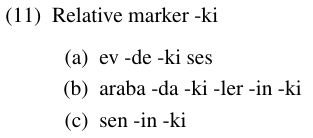 (11) Relative marker -ki
(a) ev -de -ki ses
(b) araba -da -ki -ler -in -ki
(c) sen -in -ki